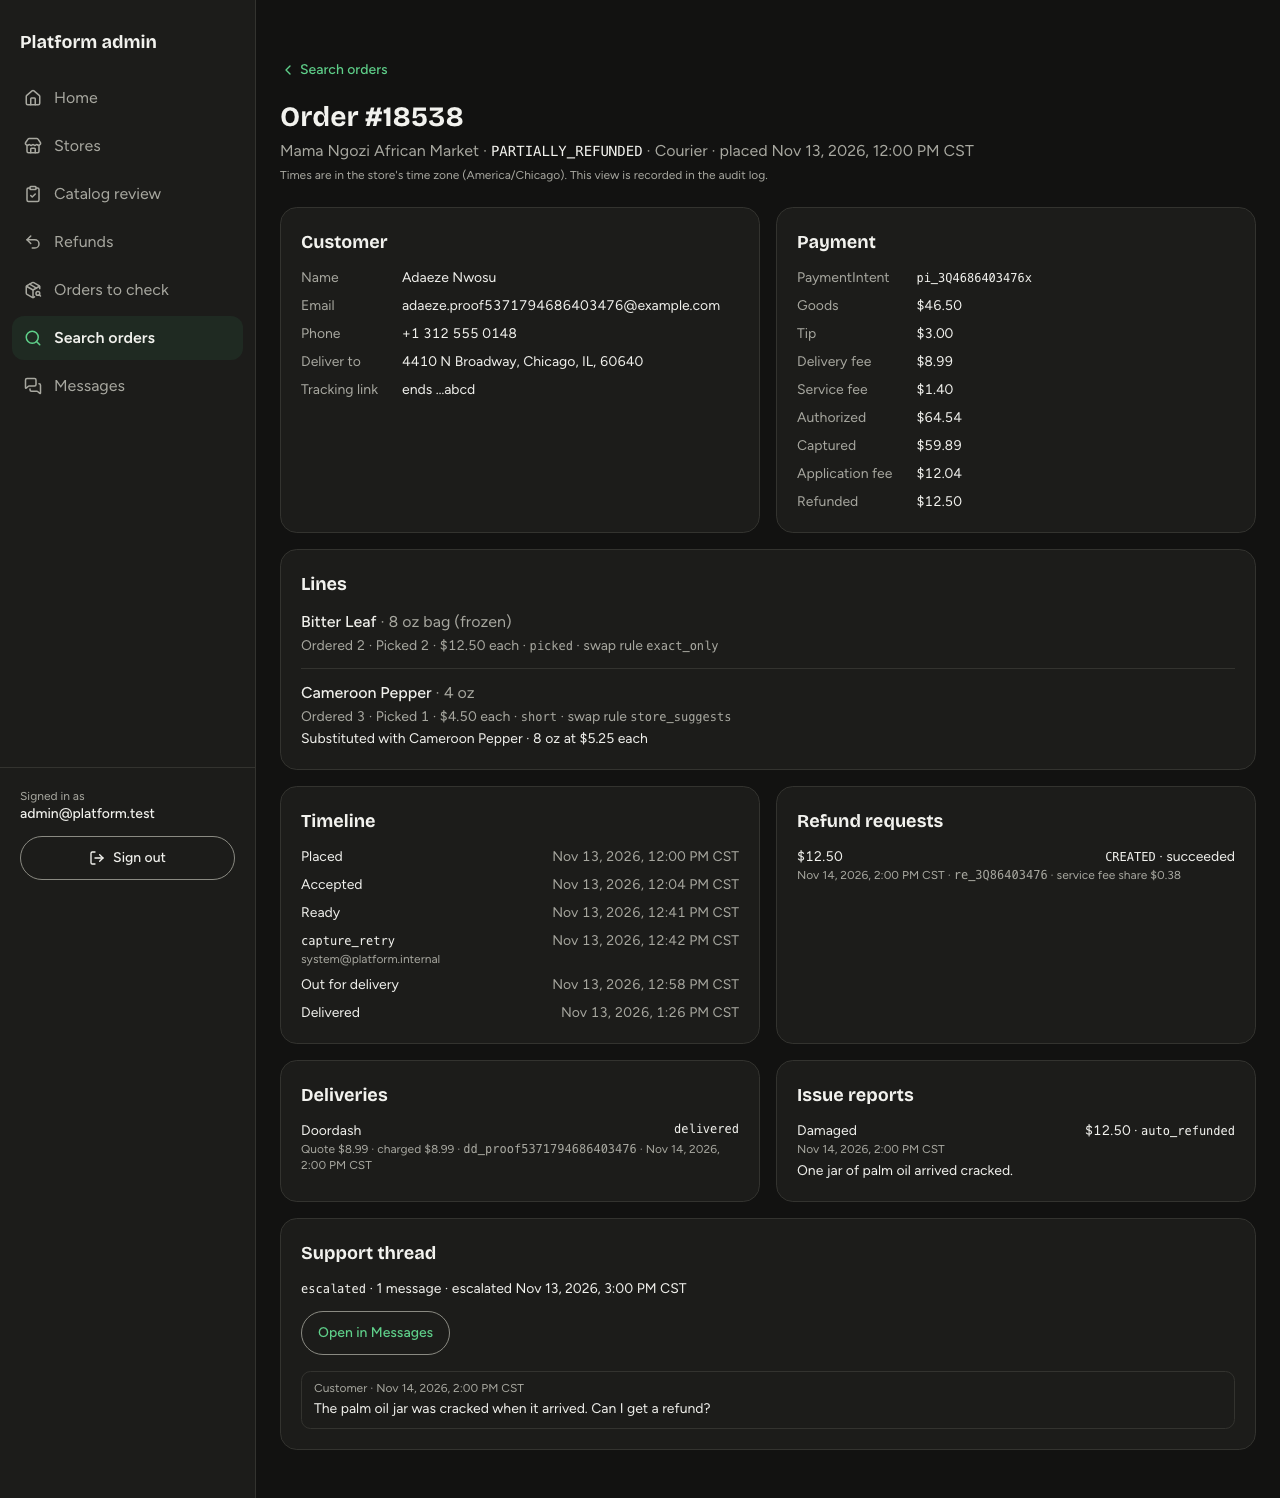 Platform admin
Home
Stores
Catalog review
Refunds
Orders to check
Search orders
Messages
Signed in as
admin@platform.test
Sign out
Search orders
Order #18538
Mama Ngozi African Market · PARTIALLY_REFUNDED · Courier · placed Nov 13, 2026, 12:00 PM CST
Times are in the store's time zone (America/Chicago). This view is recorded in the audit log.
Customer
Name Adaeze Nwosu
Email adaeze.proof5371794686403476@example.com
Phone +1 312 555 0148
Deliver to 4410 N Broadway, Chicago, IL, 60640
Tracking link ends …abcd
Payment
PaymentIntent pi_3Q4686403476x
Goods $46.50
Tip $3.00
Delivery fee $8.99
Service fee $1.40
Authorized $64.54
Captured $59.89
Application fee $12.04
Refunded $12.50
Lines
Bitter Leaf · 8 oz bag (frozen)
Ordered 2 · Picked 2 · $12.50 each · picked · swap rule exact_only
Cameroon Pepper · 4 oz
Ordered 3 · Picked 1 · $4.50 each · short · swap rule store_suggests
Substituted with Cameroon Pepper · 8 oz at $5.25 each
Timeline
Placed Nov 13, 2026, 12:00 PM CST
Accepted Nov 13, 2026, 12:04 PM CST
Ready Nov 13, 2026, 12:41 PM CST
capture_retry Nov 13, 2026, 12:42 PM CST
system@platform.internal
Out for delivery Nov 13, 2026, 12:58 PM CST
Delivered Nov 13, 2026, 1:26 PM CST
Refund requests
$12.50 CREATED · succeeded
Nov 14, 2026, 2:00 PM CST · re_3Q86403476 · service fee share $0.38
Deliveries
Doordash delivered
Quote $8.99 · charged $8.99 · dd_proof5371794686403476 · Nov 14, 2026,
2:00 PM CST
Issue reports
Damaged $12.50 · auto_refunded
Nov 14, 2026, 2:00 PM CST
One jar of palm oil arrived cracked.
Support thread
escalated · 1 message · escalated Nov 13, 2026, 3:00 PM CST
Open in Messages
Customer · Nov 14, 2026, 2:00 PM CST
The palm oil jar was cracked when it arrived. Can I get a refund?